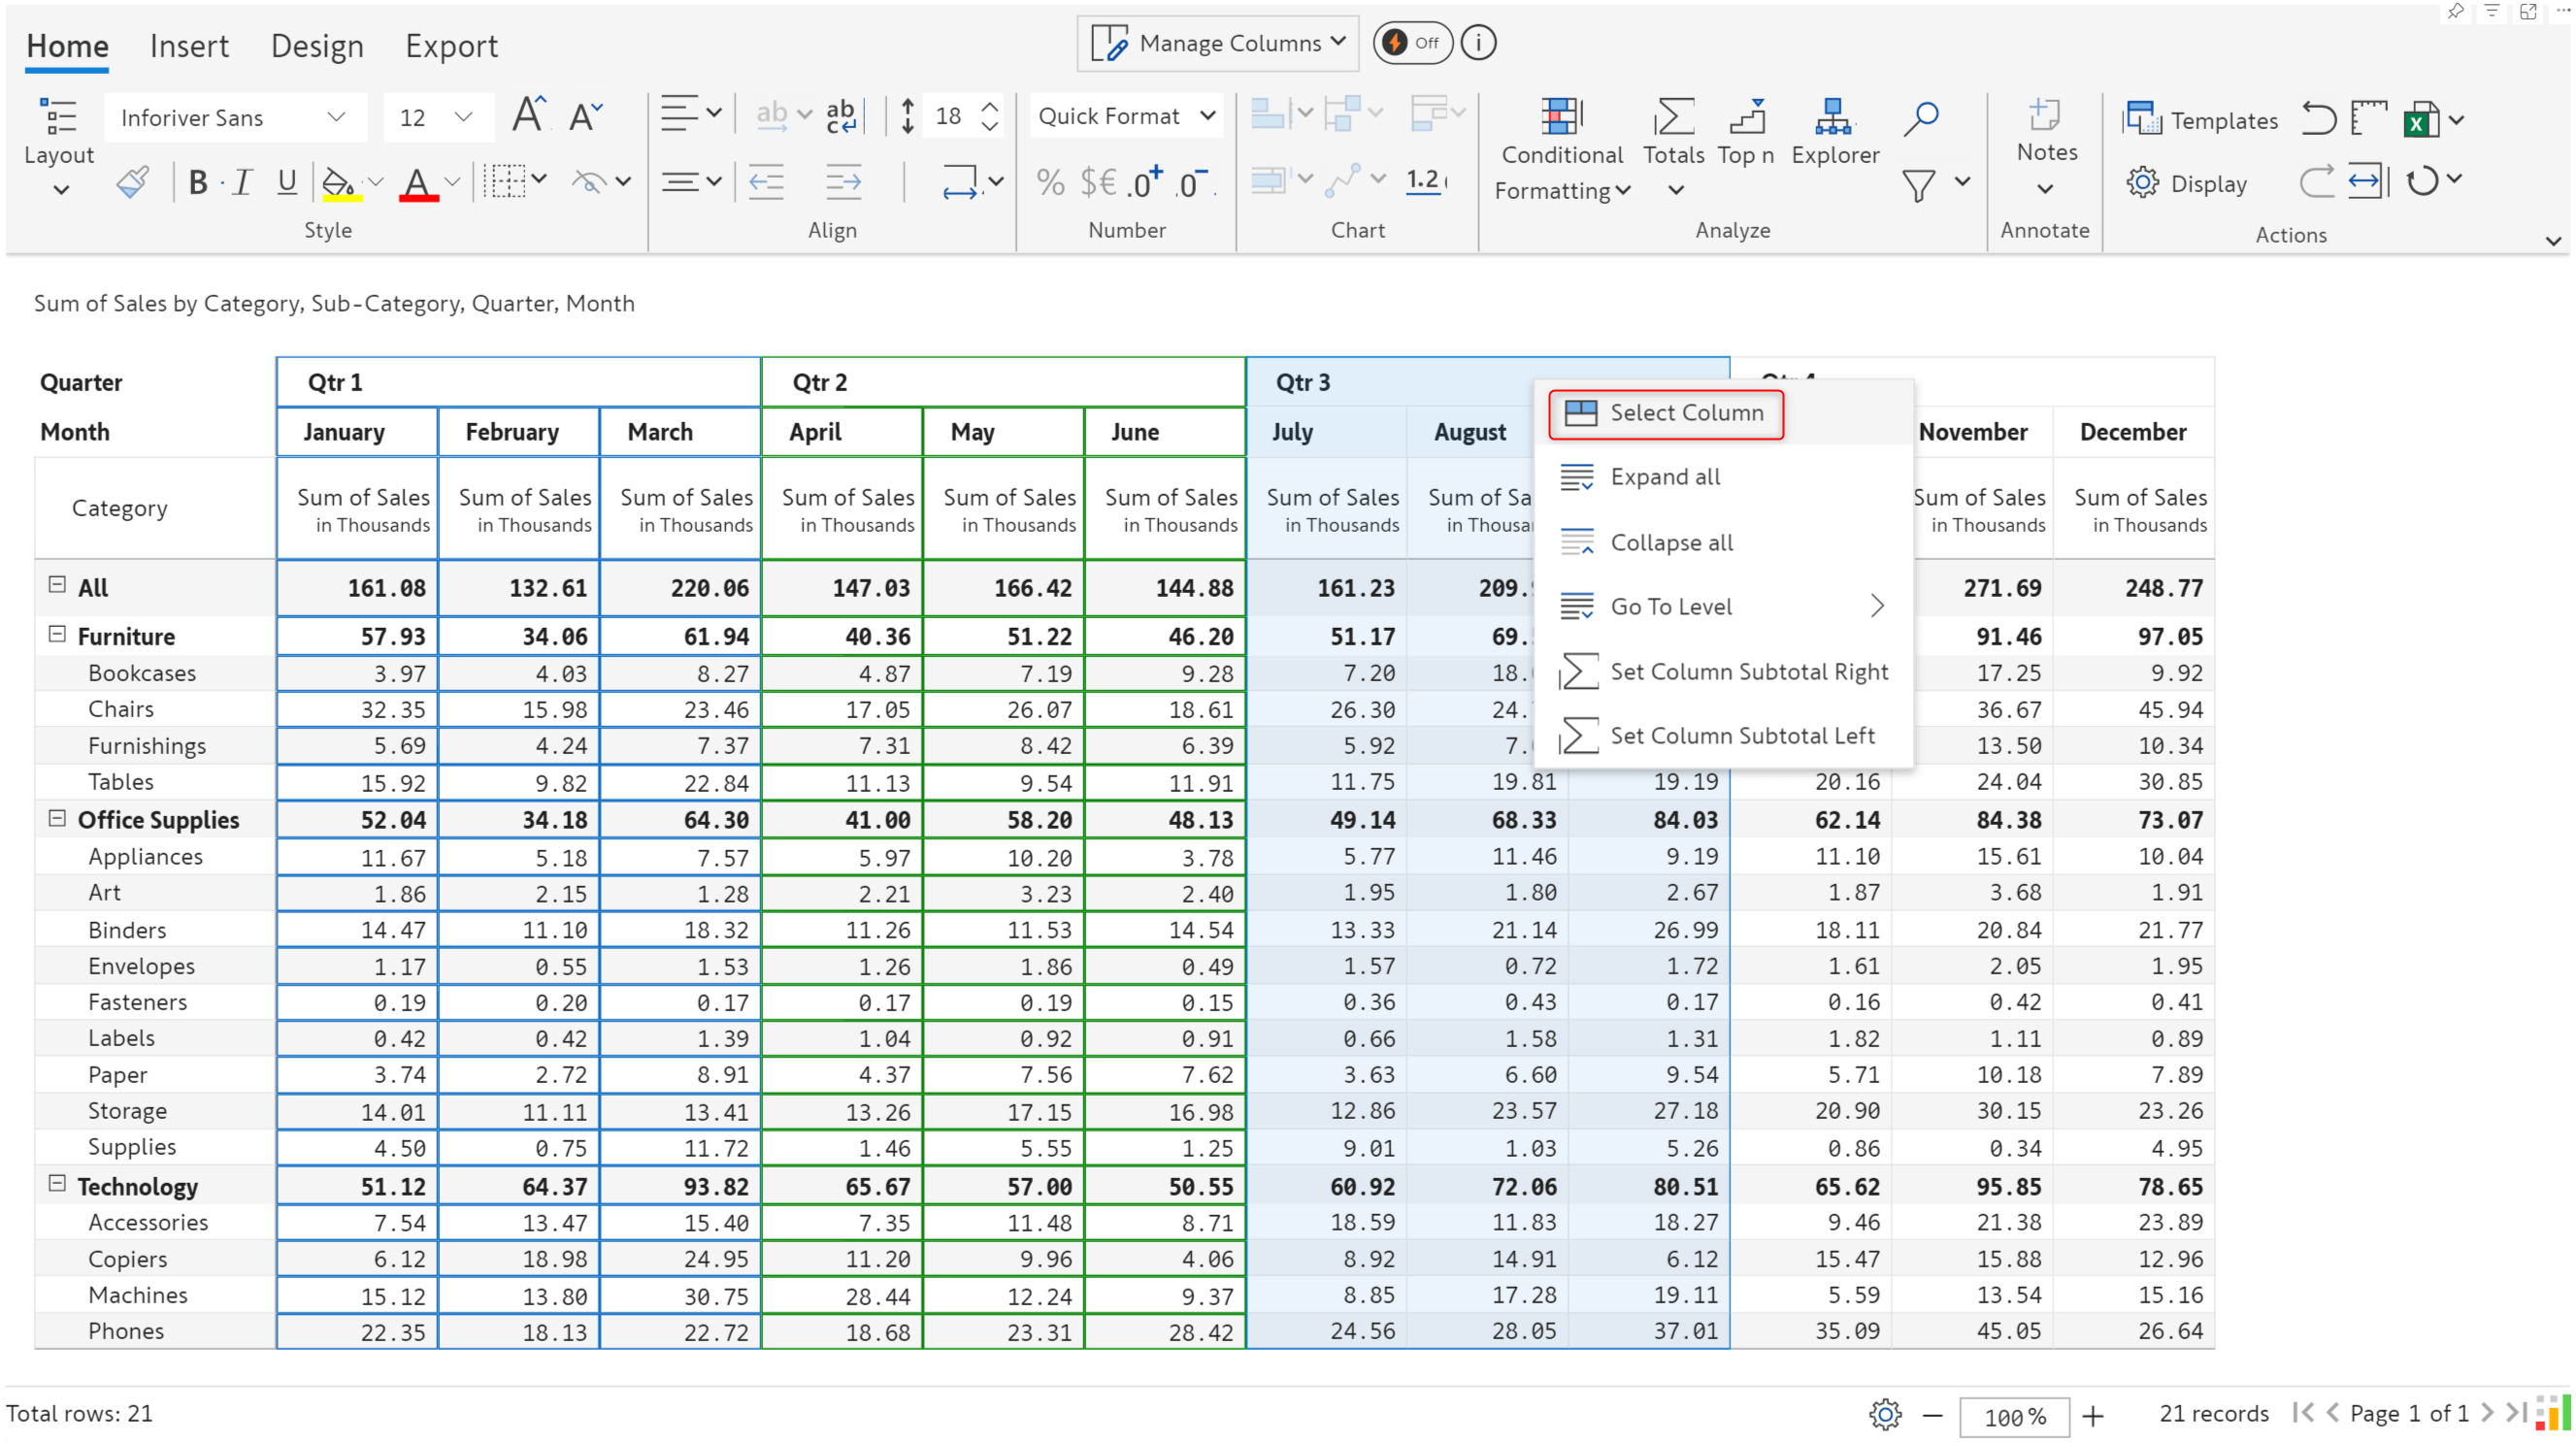 Home Insert Design Export Manage Columns Off i
Layout Inforiver Sans 12 A A ab ab c 18 Quick Format Conditional Formatting Totals Top n Explorer Notes Templates
B I U A % $€ .0+ .0- 1.2 Display
Style Align Number Chart Analyze Annotate Actions
Sum of Sales by Category, Sub-Category, Quarter, Month
Quarter Qtr 1 Qtr 2 Qtr 3
Select Column
Month January February March April May June July August November December
Expand all
Category Sum of Sales Sum of Sales Sum of Sales Sum of Sales Sum of Sales Sum of Sales Sum of Sales Sum of Sum of Sales Sum of Sales
in Thousands in Thousands in Thousands in Thousands in Thousands in Thousands in Thousands in in Thousands in Thousands
Collapse all
All 161.08 132.61 220.06 147.03 166.42 144.88 161.23 209. 271.69 248.77
Go To Level
Furniture 57.93 34.06 61.94 40.36 51.22 46.20 51.17 69. 91.46 97.05
Bookcases 3.97 4.03 8.27 4.87 7.19 9.28 7.20 18. Set Column Subtotal Right 17.25 9.92
Chairs 32.35 15.98 23.46 17.05 26.07 18.61 26.30 24. 36.67 45.94
Furnishings 5.69 4.24 7.37 7.31 8.42 6.39 5.92 7. Set Column Subtotal Left 13.50 10.34
Tables 15.92 9.82 22.84 11.13 9.54 11.91 11.75 19.81 19.19 20.16 24.04 30.85
Office Supplies 52.04 34.18 64.30 41.00 58.20 48.13 49.14 68.33 84.03 62.14 84.38 73.07
Appliances 11.67 5.18 7.57 5.97 10.20 3.78 5.77 11.46 9.19 11.10 15.61 10.04
Art 1.86 2.15 1.28 2.21 3.23 2.40 1.95 1.80 2.67 1.87 3.68 1.91
Binders 14.47 11.10 18.32 11.26 11.53 14.54 13.33 21.14 26.99 18.11 20.84 21.77
Envelopes 1.17 0.55 1.53 1.26 1.86 0.49 1.57 0.72 1.72 1.61 2.05 1.95
Fasteners 0.19 0.20 0.17 0.17 0.19 0.15 0.36 0.43 0.17 0.16 0.42 0.41
Labels 0.42 0.42 1.39 1.04 0.92 0.91 0.66 1.58 1.31 1.82 1.11 0.89
Paper 3.74 2.72 8.91 4.37 7.56 7.62 3.63 6.60 9.54 5.71 10.18 7.89
Storage 14.01 11.11 13.41 13.26 17.15 16.98 12.86 23.57 27.18 20.90 30.15 23.26
Supplies 4.50 0.75 11.72 1.46 5.55 1.25 9.01 1.03 5.26 0.86 0.34 4.95
Technology 51.12 64.37 93.82 65.67 57.00 50.55 60.92 72.06 80.51 65.62 95.85 78.65
Accessories 7.54 13.47 15.40 7.35 11.48 8.71 18.59 11.83 18.27 9.46 21.38 23.89
Copiers 6.12 18.98 24.95 11.20 9.96 4.06 8.92 14.91 6.12 15.47 15.88 12.96
Machines 15.12 13.80 30.75 28.44 12.24 9.37 8.85 17.28 19.11 5.59 13.54 15.16
Phones 22.35 18.13 22.72 18.68 23.31 28.42 24.56 28.05 37.01 35.09 45.05 26.64
Total rows: 21 100% 21 records Page 1 of 1